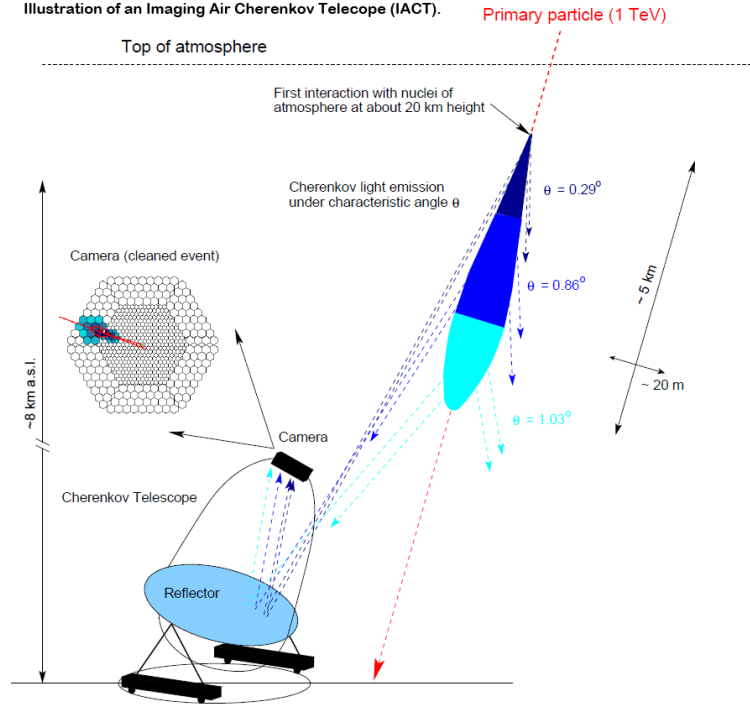 Illustration of an Imaging Air Cherenkov Telecope (IACT).
Primary particle (1 TeV)
Top of atmosphere
First interaction with nuclei of
atmosphere at about 20 km height
Cherenkov light emission
under characteristic angle θ
θ = 0.29°
Camera (cleaned event)
θ = 0.86°
~ 5 km
~ 20 m
~8 km a.s.l.
θ = 1.03°
Camera
Cherenkov Telescope
Reflector